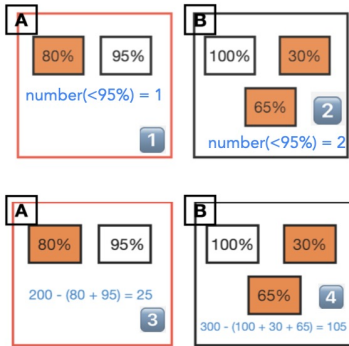 A
B
80%
95%
100%
30%
65%
number(<95%) = 1
1
2
number(<95%) = 2
A
B
80%
95%
100%
30%
65%
200 - (80 + 95) = 25
3
4
300 - (100 + 30 + 65) = 105